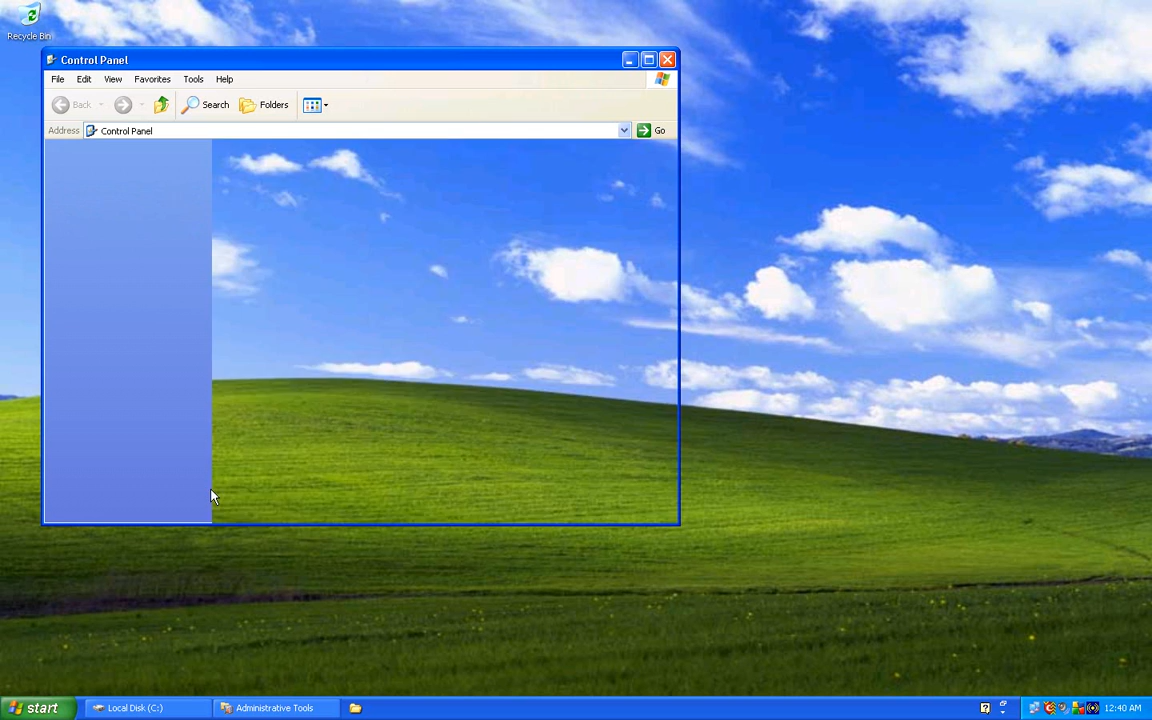 Recycle Bin
Control Panel
File Edit View Favorites Tools Help
Back Search Folders
Address Control Panel Go
start Local Disk (C:) Administrative Tools 12:40 AM